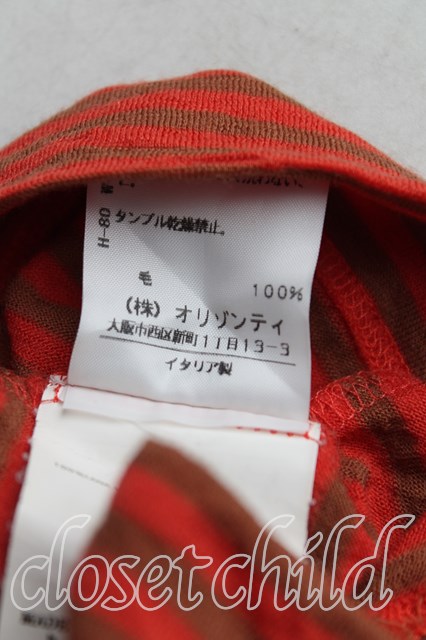 H-80
タンブル乾燥禁止。
毛 100%
(株) オリゾンティ
大阪市西区新町1丁目13-3
イタリア製
closetchild